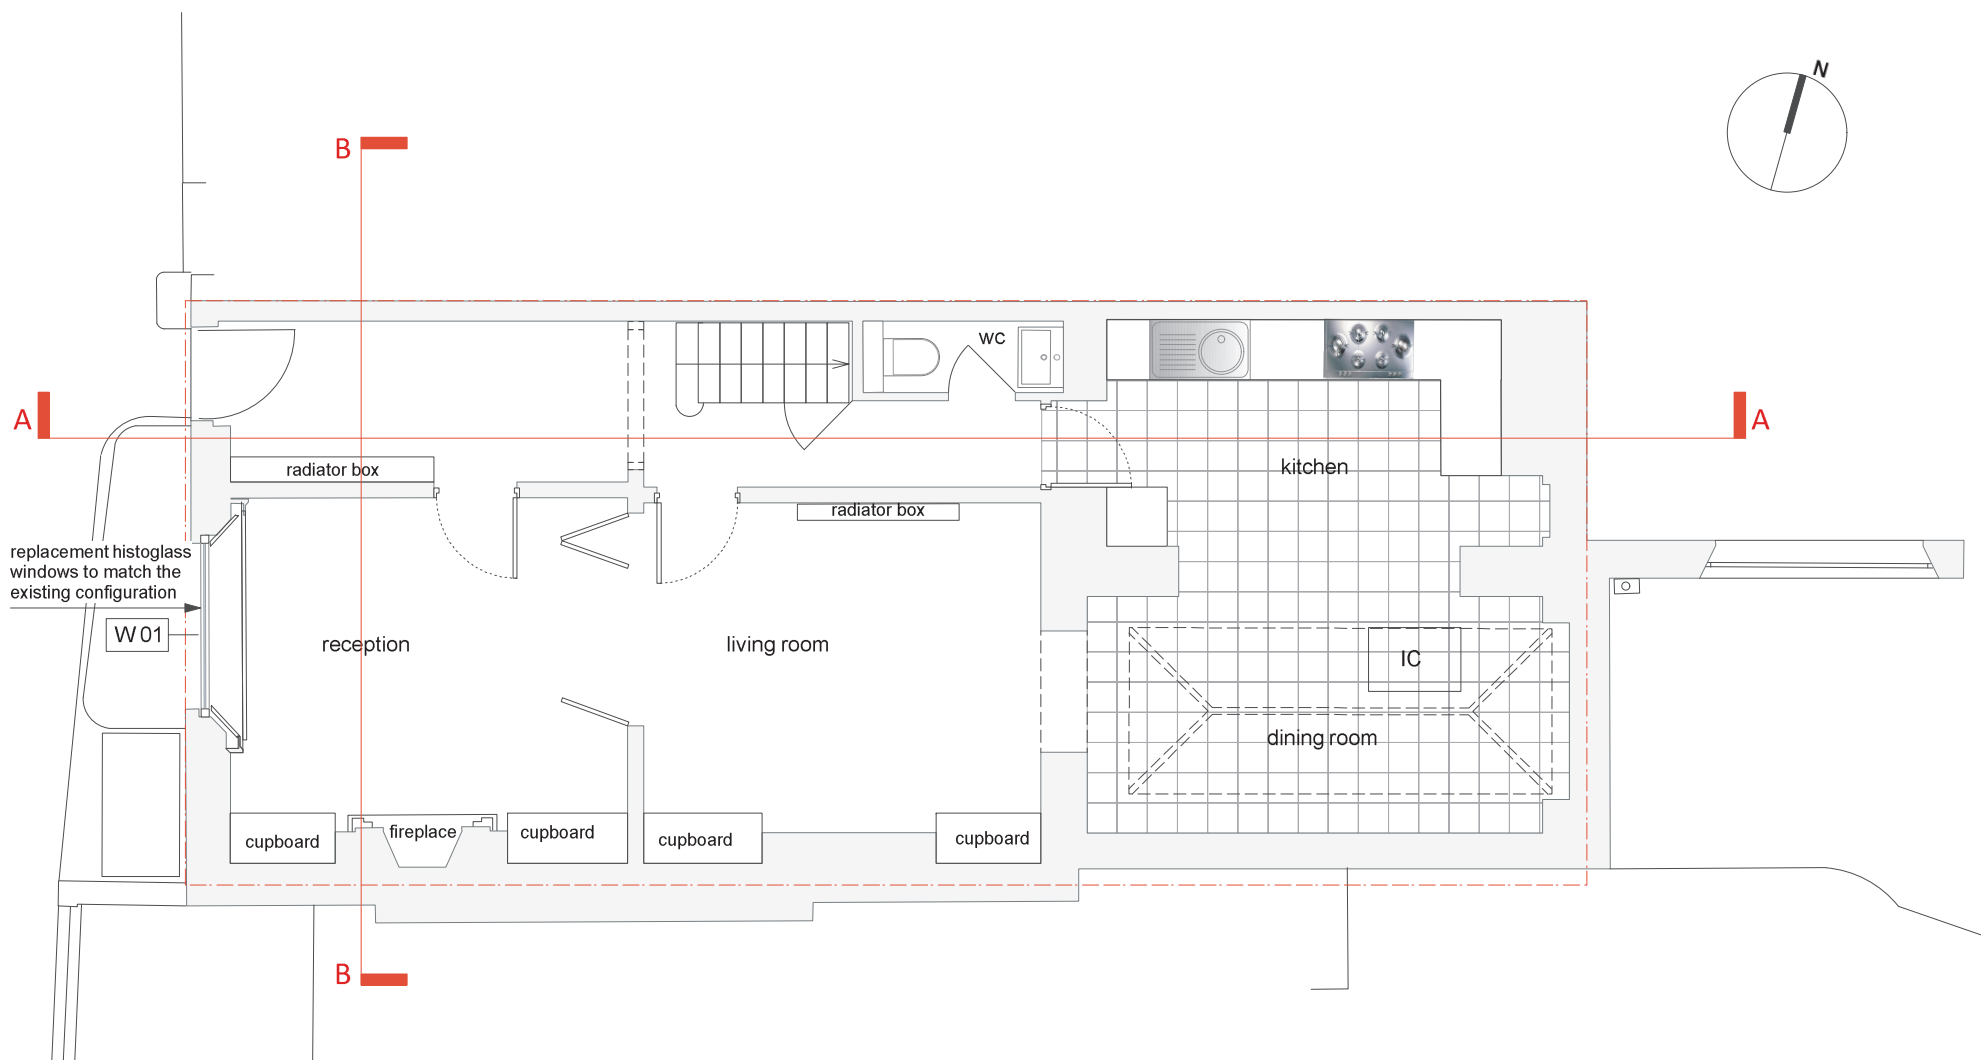 N
B
wc
A
A
radiator box
kitchen
radiator box
replacement histoglass
windows to match the
existing configuration
W 01
reception
living room
IC
dining room
cupboard
fireplace
cupboard
cupboard
cupboard
B